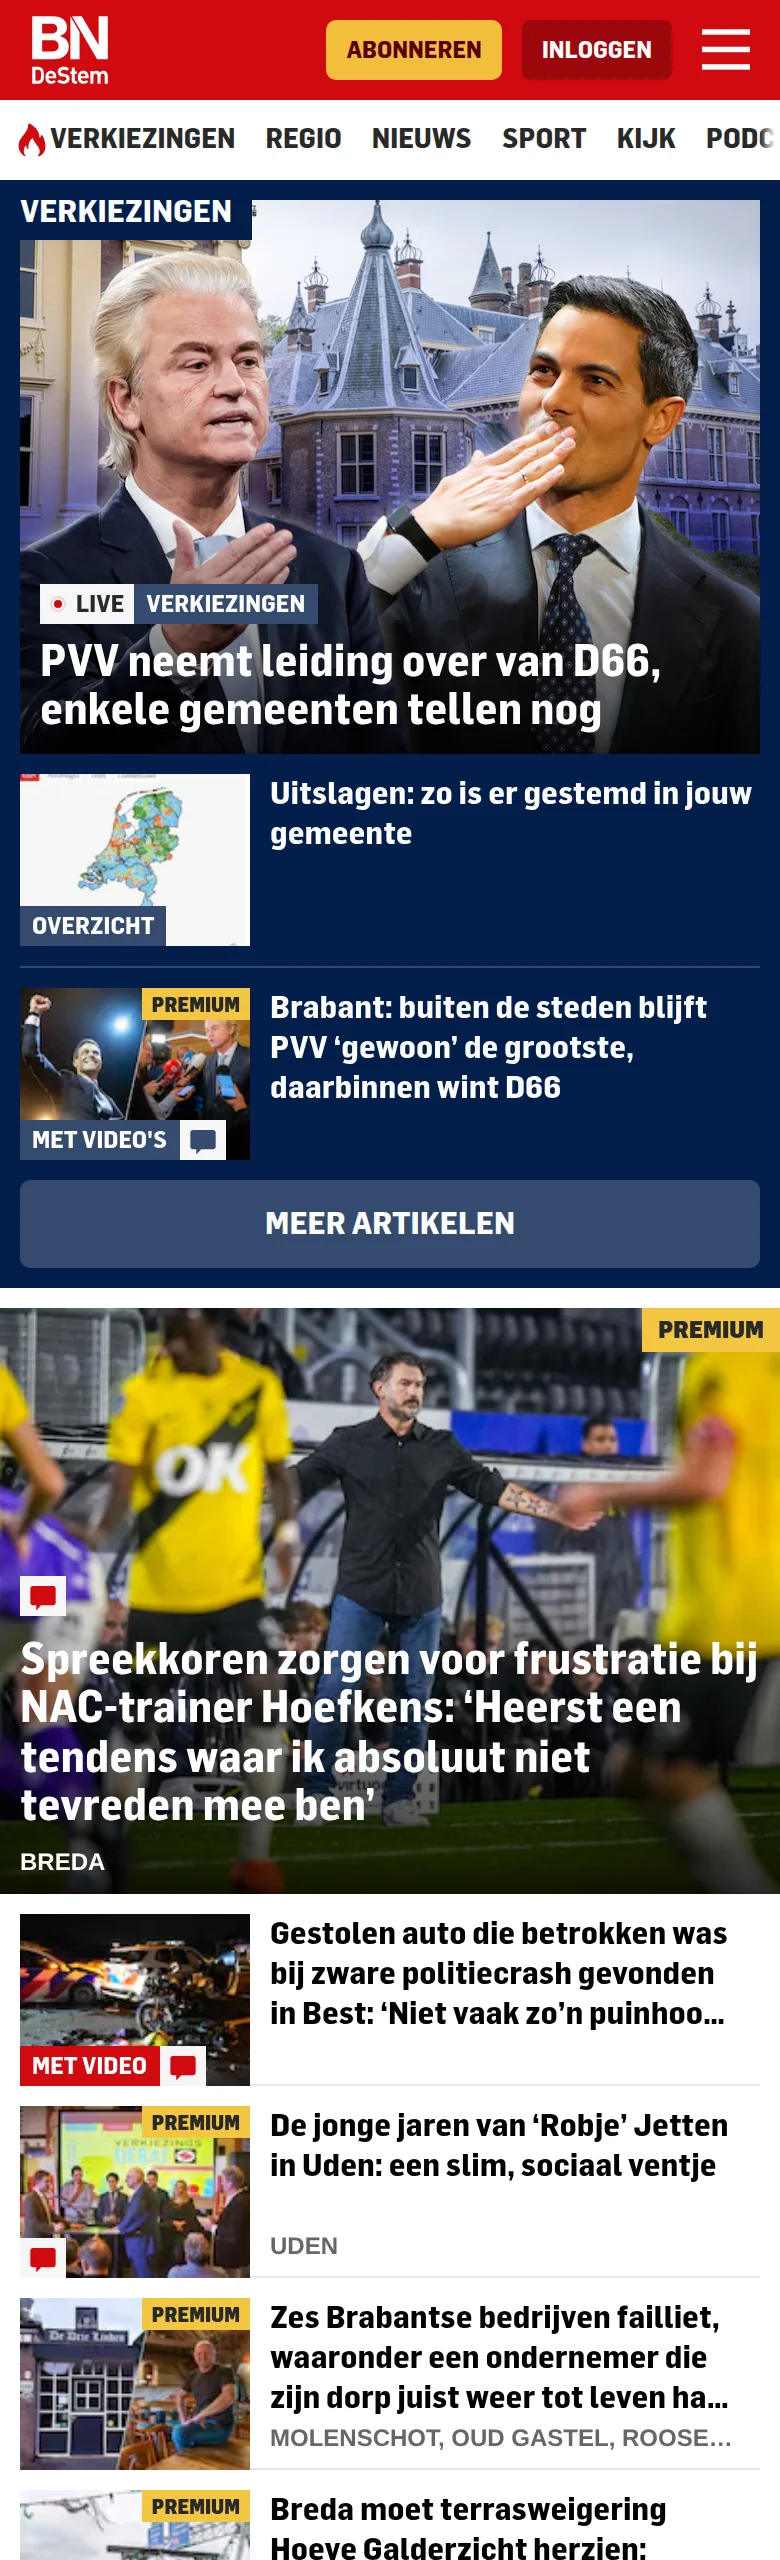 BN
DeStem
ABONNEREN
INLOGGEN
VERKIEZINGEN
REGIO
NIEUWS
SPORT
KIJK
PODC
VERKIEZINGEN
LIVE
VERKIEZINGEN
PVV neemt leiding over van D66,
enkele gemeenten tellen nog
Uitslagen: zo is er gestemd in jouw
gemeente
OVERZICHT
PREMIUM
Brabant: buiten de steden blijft
PVV ‘gewoon’ de grootste,
daarbinnen wint D66
MET VIDEO'S
MEER ARTIKELEN
PREMIUM
OK
Spreekkoren zorgen voor frustratie bij
NAC-trainer Hoefkens: ‘Heerst een
tendens waar ik absoluut niet
tevreden mee ben’
BREDA
Gestolen auto die betrokken was
bij zware politiecrash gevonden
in Best: ‘Niet vaak zo’n puinhoo...
MET VIDEO
PREMIUM
VERKIEZINGS
DEBAT
De jonge jaren van ‘Robje’ Jetten
in Uden: een slim, sociaal ventje
UDEN
PREMIUM
De Drie Linden
Zes Brabantse bedrijven failliet,
waaronder een ondernemer die
zijn dorp juist weer tot leven ha...
MOLENSCHOT, OUD GASTEL, ROOSE...
PREMIUM
Breda moet terrasweigering
Hoeve Galderzicht herzien: